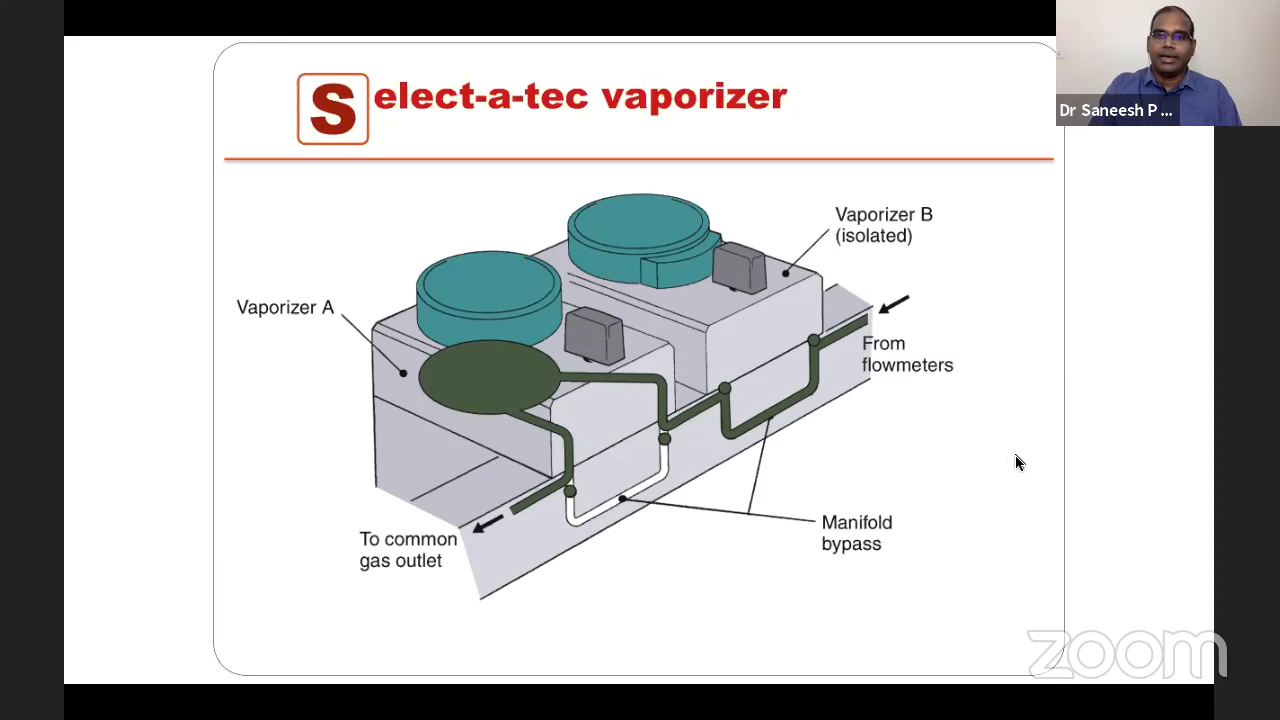 Select-a-tec vaporizer
Dr Saneesh P ...
Vaporizer B
(isolated)
Vaporizer A
From
flowmeters
To common
gas outlet
Manifold
bypass
zoom